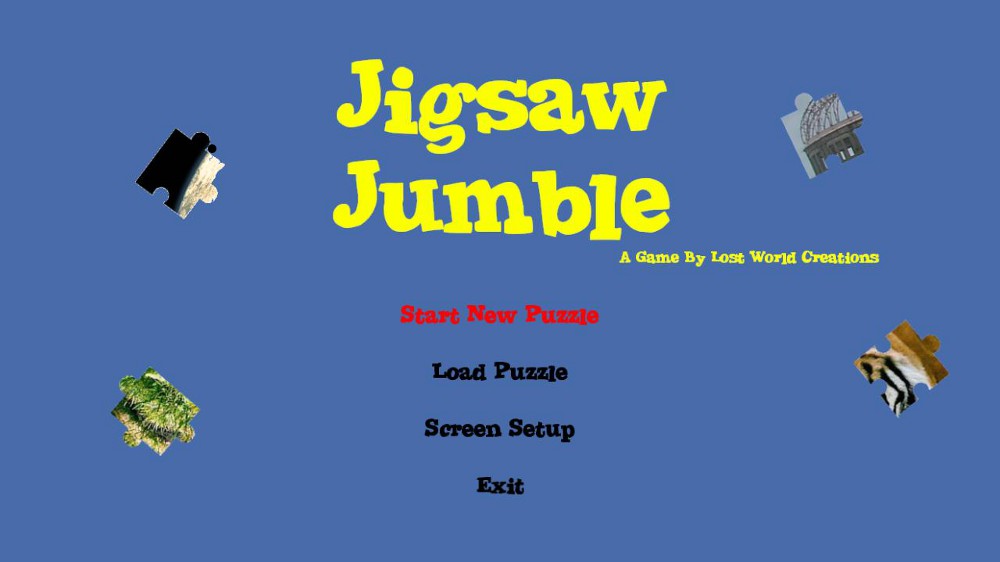 Jigsaw
Jumble
A Game By Lost World Creations
Start New Puzzle
Load Puzzle
Screen Setup
Exit